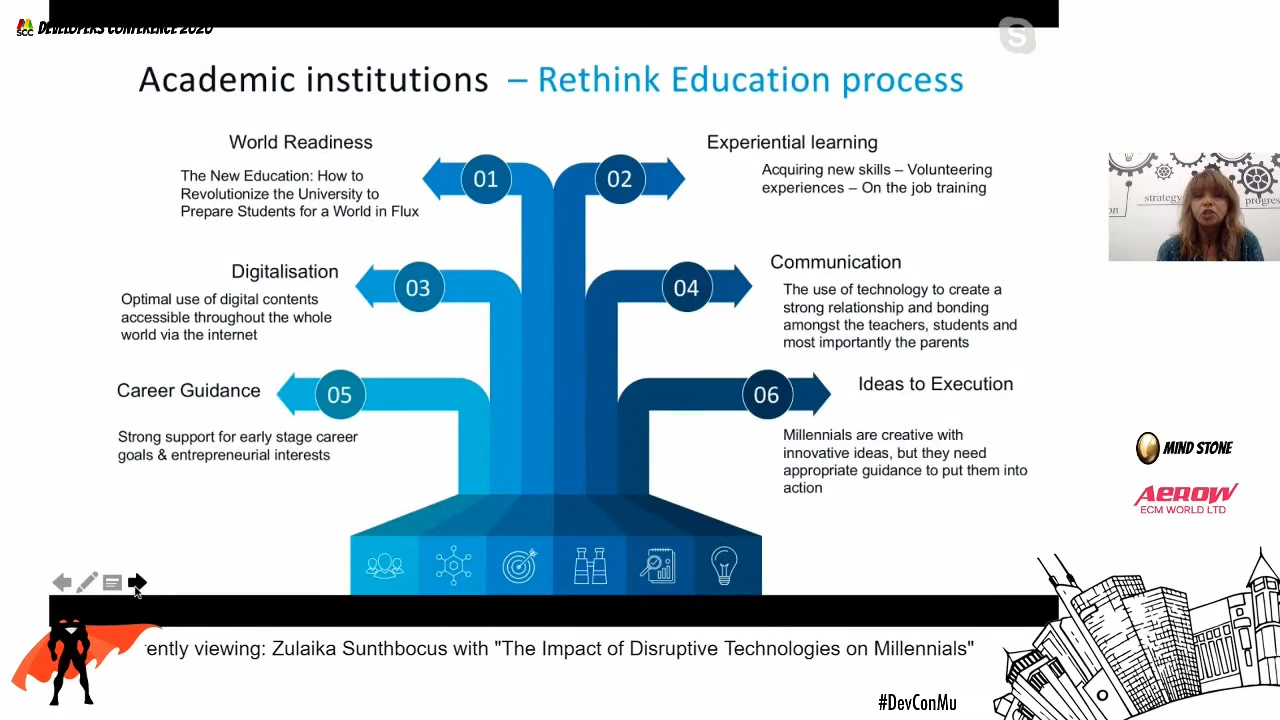 SCC DEVELOPERS CONFERENCE 2020
Academic institutions – Rethink Education process
World Readiness
The New Education: How to
Revolutionize the University to
Prepare Students for a World in Flux
01
02
Experiential learning
Acquiring new skills – Volunteering
experiences – On the job training
Digitalisation
Optimal use of digital contents
accessible throughout the whole
world via the internet
03
04
Communication
The use of technology to create a
strong relationship and bonding
amongst the teachers, students and
most importantly the parents
Career Guidance
Strong support for early stage career
goals & entrepreneurial interests
05
06
Ideas to Execution
Millennials are creative with
innovative ideas, but they need
appropriate guidance to put them into
action
S
strategy
progres
on
MIND STONE
AEROW
ECM WORLD LTD
ently viewing: Zulaika Sunthbocus with "The Impact of Disruptive Technologies on Millennials"
#DevConMu